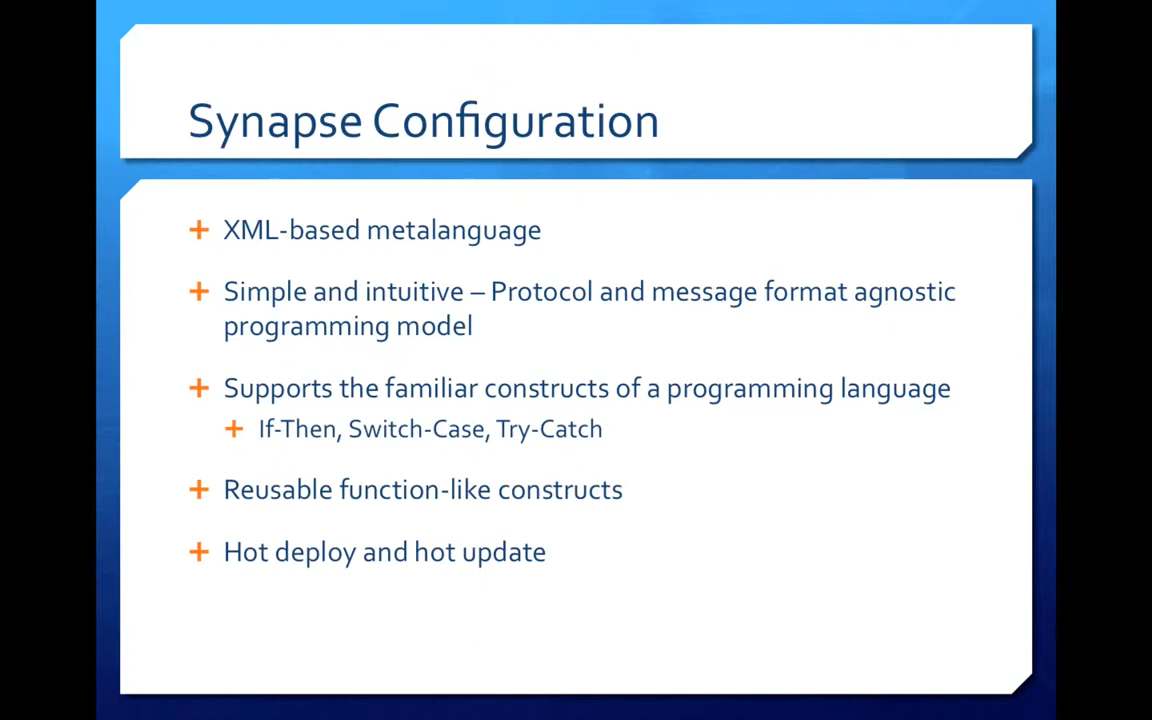 Synapse Configuration
XML-based metalanguage
Simple and intuitive – Protocol and message format agnostic
programming model
Supports the familiar constructs of a programming language
If-Then, Switch-Case, Try-Catch
Reusable function-like constructs
Hot deploy and hot update